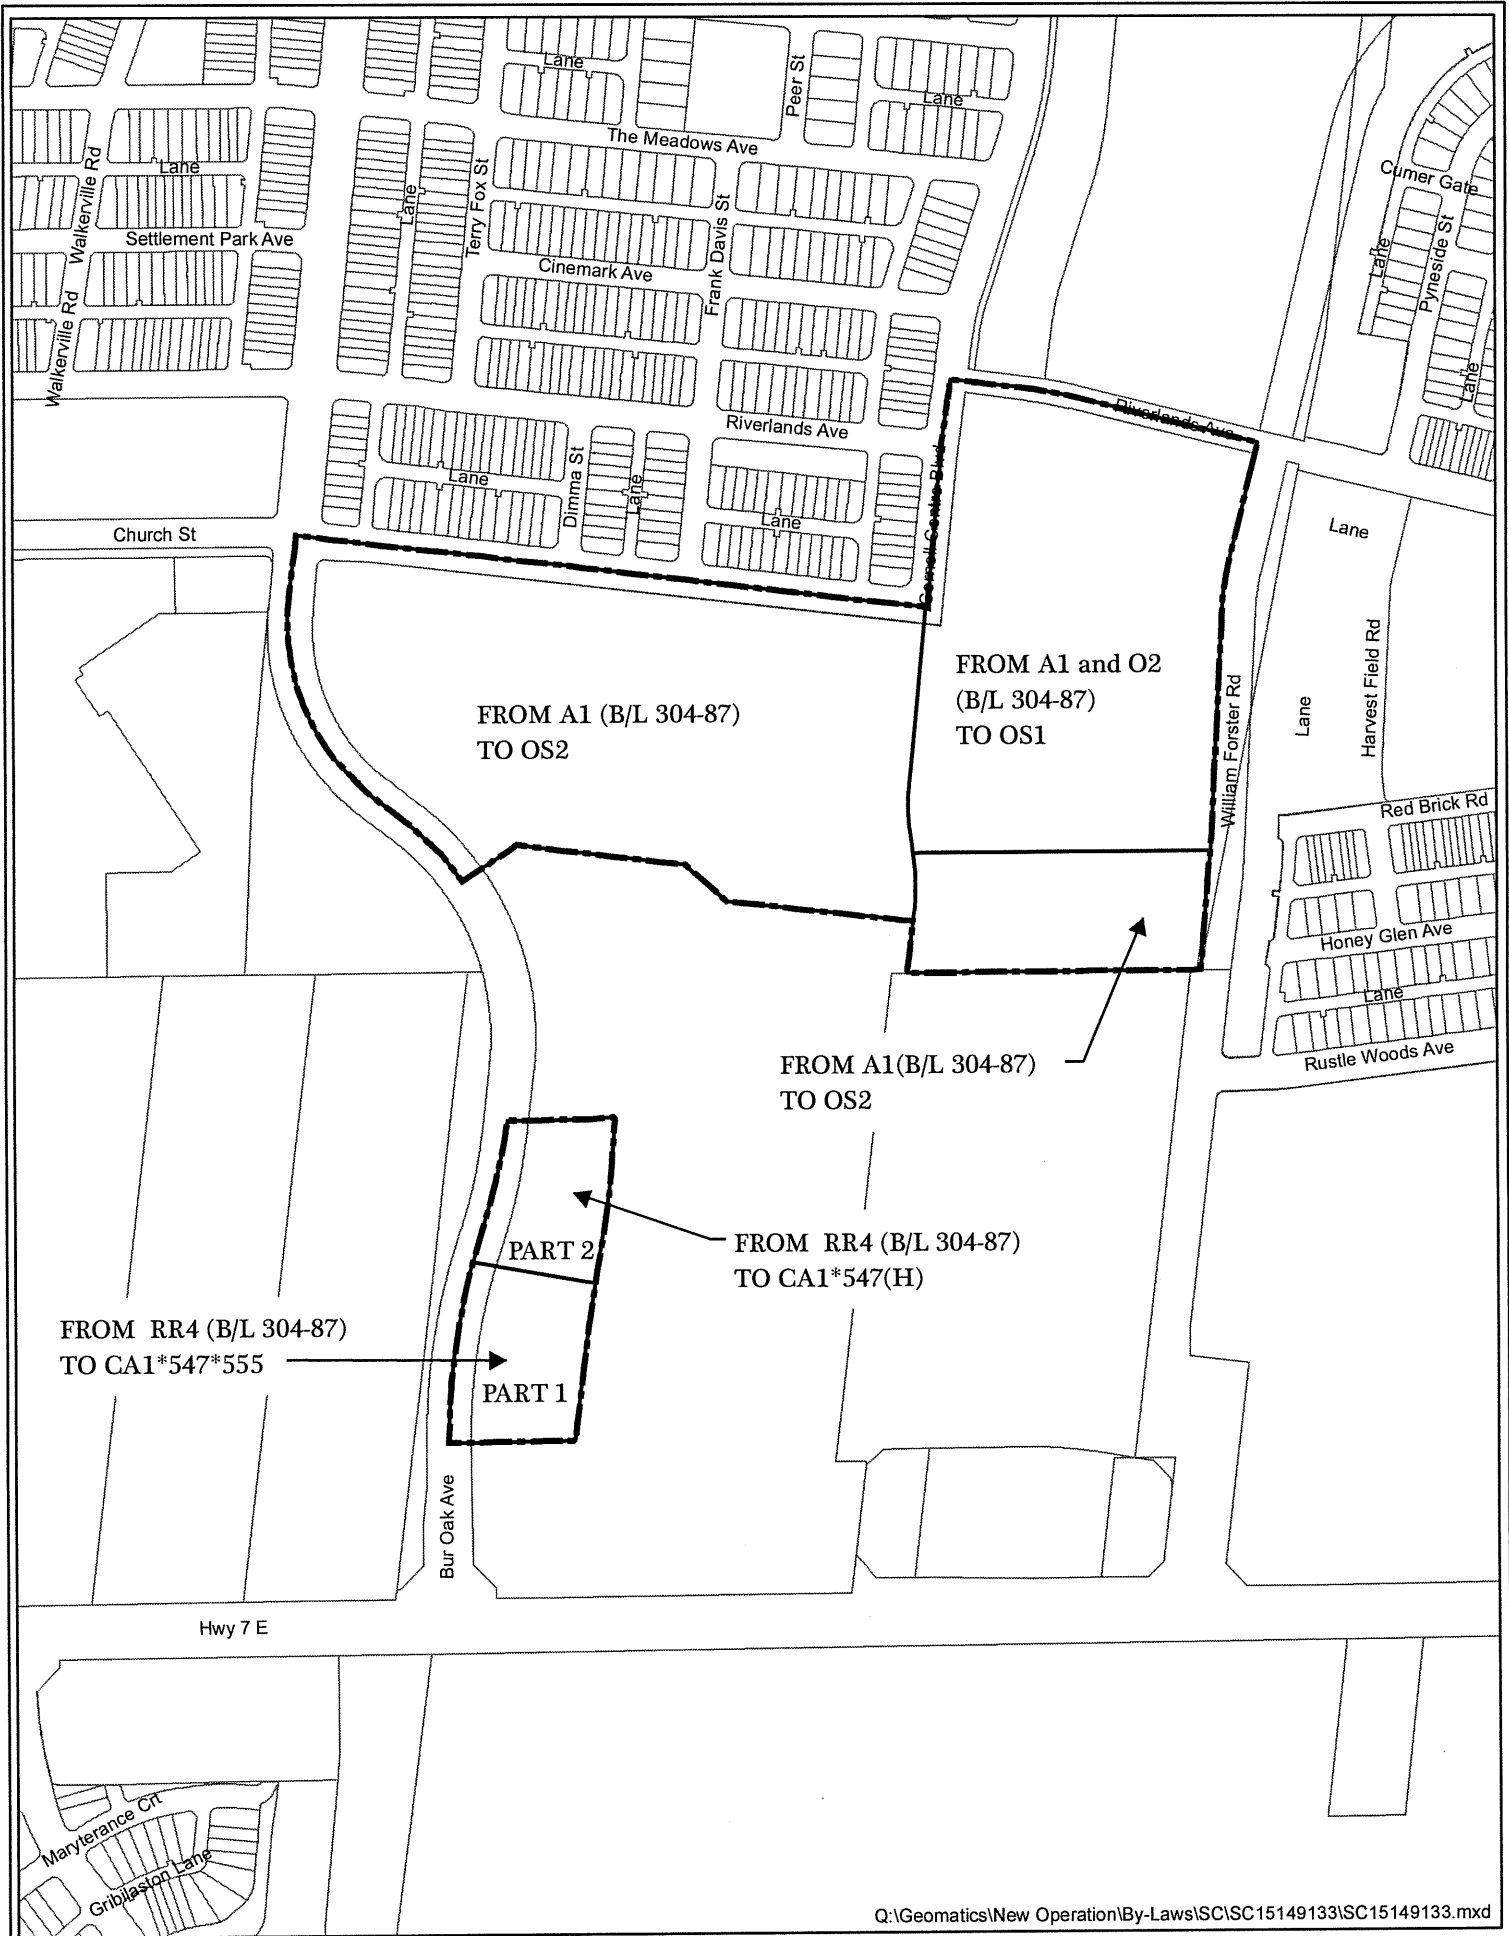 Lane
Peer St
Lane
The Meadows Ave
Walkerville Rd
Lane
Lane
Terry Fox St
Cumer Gate
Settlement Park Ave
Frank Davis St
Lane
Pyneside St
Cinemark Ave
Walkerville Rd
Lane
Riverlands Ave
Riverlands Ave
Lane
Dimma St
Lane
Lane
Cornell Centre Blvd
Church St
Lane
FROM A1 and O2
(B/L 304-87)
TO OS1
FROM A1 (B/L 304-87)
TO OS2
William Forster Rd
Lane
Harvest Field Rd
Red Brick Rd
Honey Glen Ave
Lane
Rustle Woods Ave
FROM A1(B/L 304-87)
TO OS2
PART 2
FROM RR4 (B/L 304-87)
TO CA1*547(H)
FROM RR4 (B/L 304-87)
TO CA1*547*555
PART 1
Bur Oak Ave
Hwy 7 E
Maryterance Crt
Gribilaston Lane
Q:\Geomatics\New Operation\By-Laws\SC\SC15149133\SC15149133.mxd